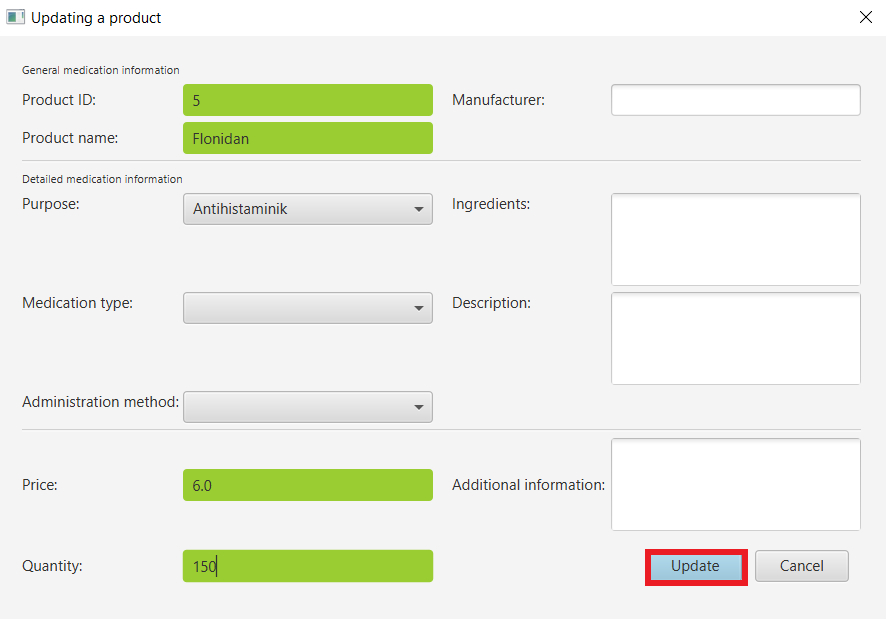 Updating a product
General medication information
Product ID: 5 Manufacturer:
Product name: Flonidan
Detailed medication information
Purpose: Antihistaminik Ingredients:
Medication type: Description:
Administration method:
Price: 6.0 Additional information:
Quantity: 150 Update Cancel